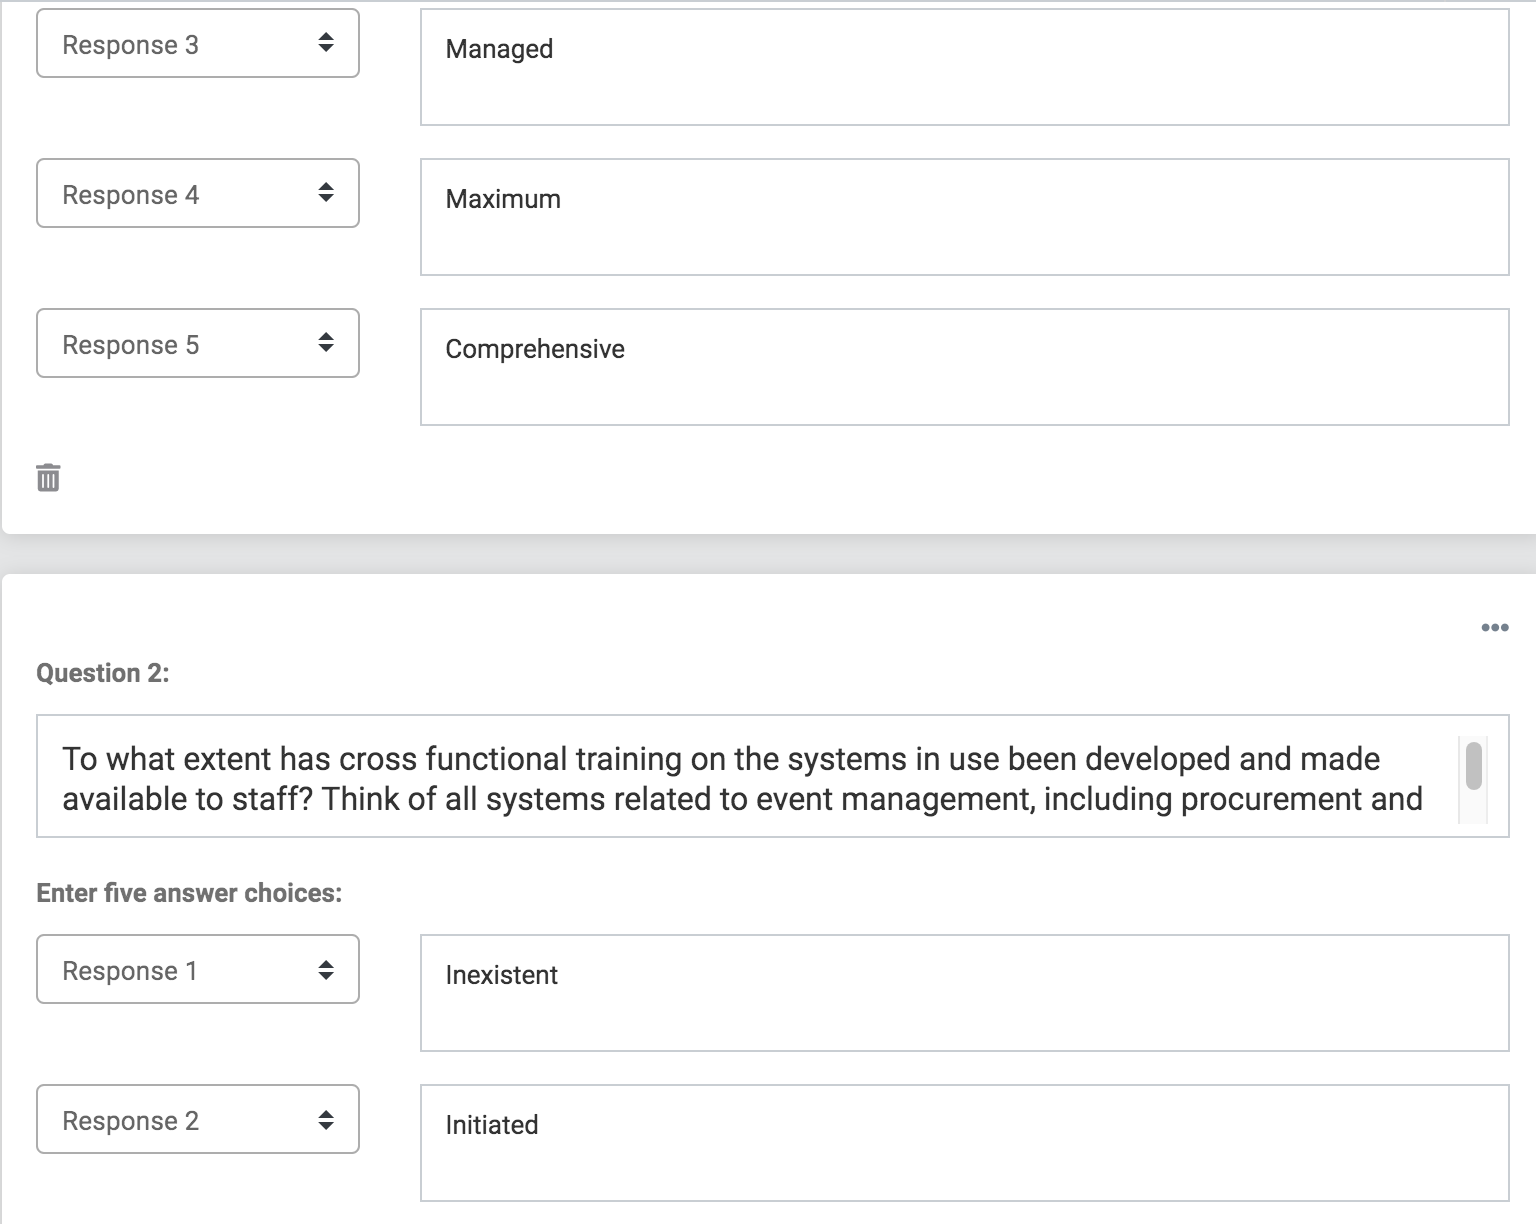 Response 3
Managed
Response 4
Maximum
Response 5
Comprehensive
Question 2:
To what extent has cross functional training on the systems in use been developed and made
available to staff? Think of all systems related to event management, including procurement and
Enter five answer choices:
Response 1
Inexistent
Response 2
Initiated